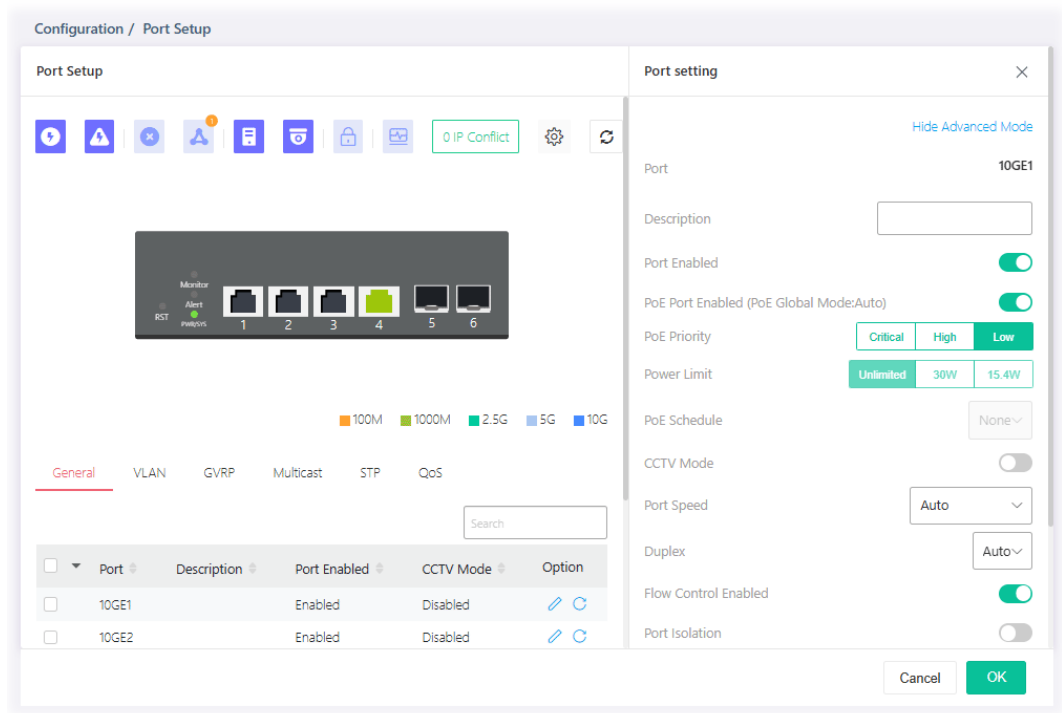 Configuration / Port Setup
Port Setup
1
0 IP Conflict
Monitor
Alert
RST
PWR/SYS
1 2 3 4 5 6
100M 1000M 2.5G 5G 10G
General VLAN GVRP Multicast STP QoS
Search
Port Description Port Enabled CCTV Mode Option
10GE1 Enabled Disabled
10GE2 Enabled Disabled
Port setting
Hide Advanced Mode
Port 10GE1
Description
Port Enabled
PoE Port Enabled (PoE Global Mode:Auto)
PoE Priority Critical High Low
Power Limit Unlimited 30W 15.4W
PoE Schedule None
CCTV Mode
Port Speed Auto
Duplex Auto
Flow Control Enabled
Port Isolation
Cancel OK